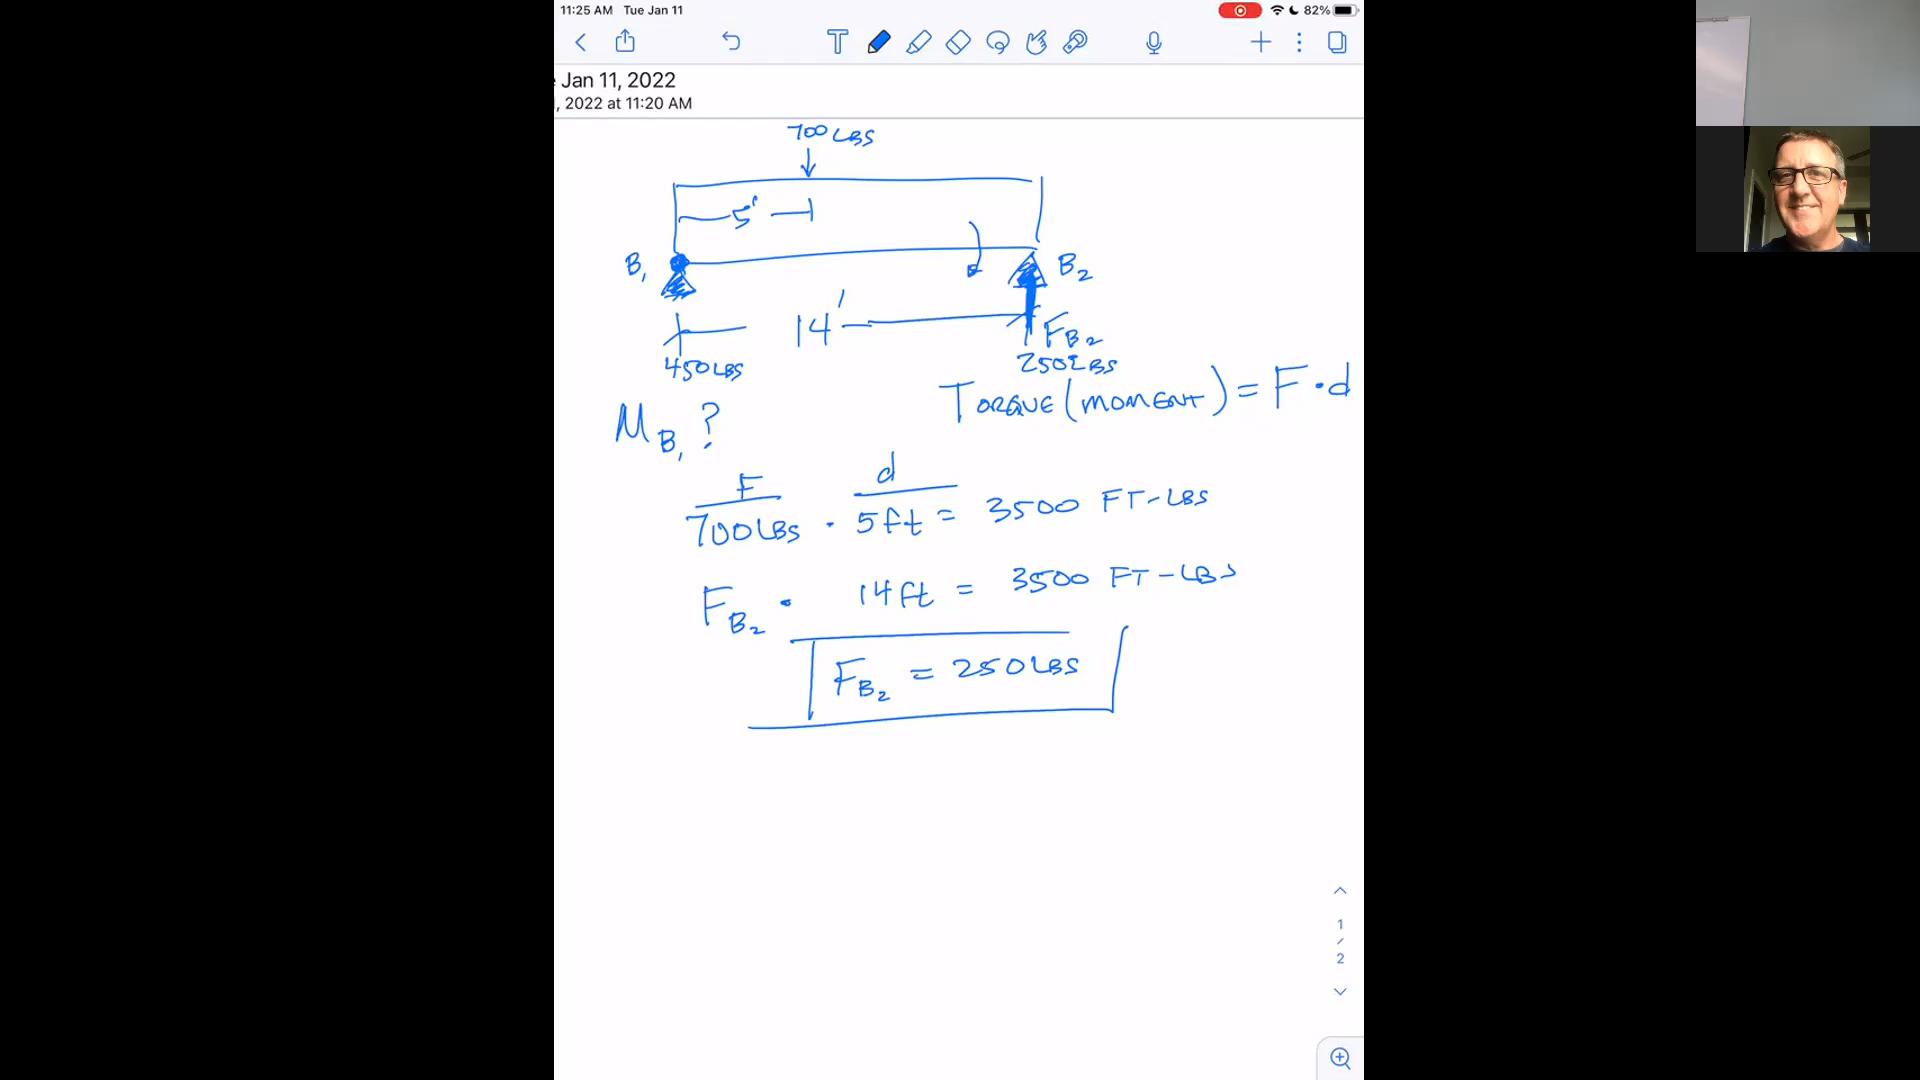 11:25 AM Tue Jan 11
82%
Jan 11, 2022
, 2022 at 11:20 AM
700 LBS
5'
B1
B2
14'
FB2
450LBS
250LBS
TORQUE (MOMENT) = F · d
MB1 ?
F d
700LBS · 5ft = 3500 FT-LBS
FB2 · 14ft = 3500 FT-LBS
FB2 = 250LBS
1
/
2